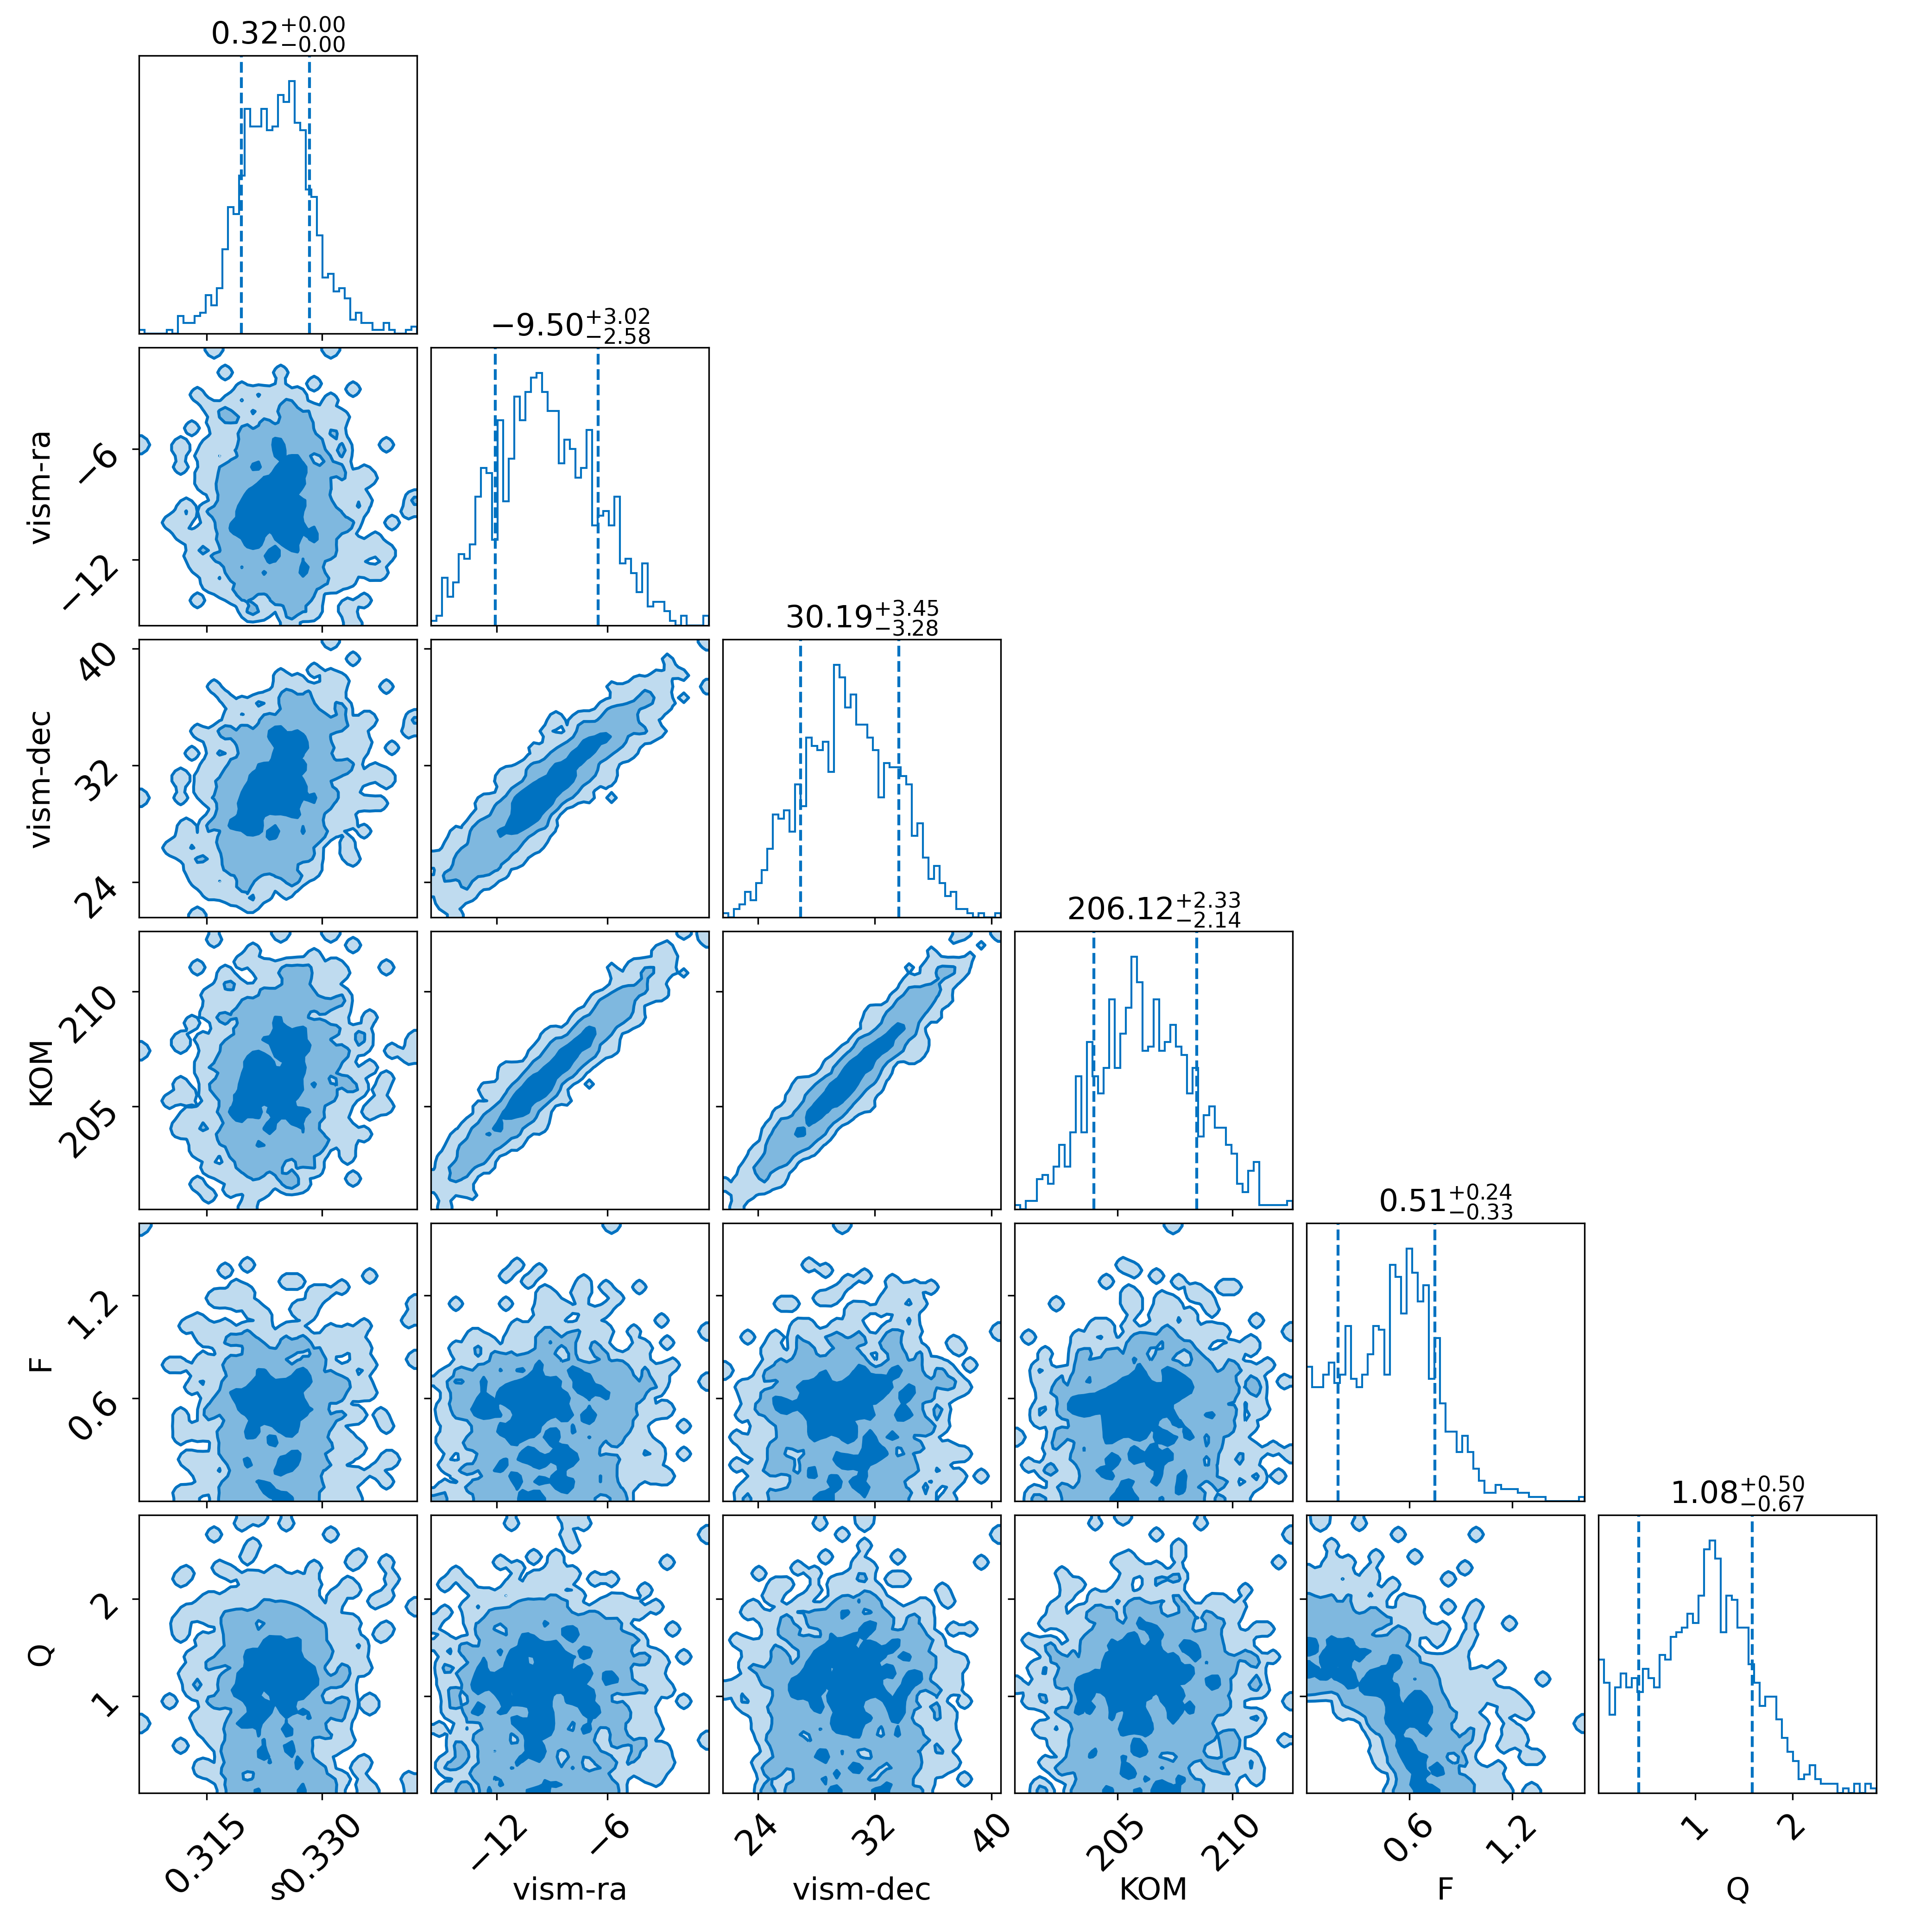 0.32+0.00−0.00
−9.50+3.02−2.58
vism-ra
−6
−12
30.19+3.45−3.28
vism-dec
40
32
24
206.12+2.33−2.14
KOM
210
205
0.51+0.24−0.33
F
1.2
0.6
1.08+0.50−0.67
Q
2
1
0.315 0.330 −12 −6 24 32 40 205 210 0.6 1.2 1 2
s vism-ra vism-dec KOM F Q